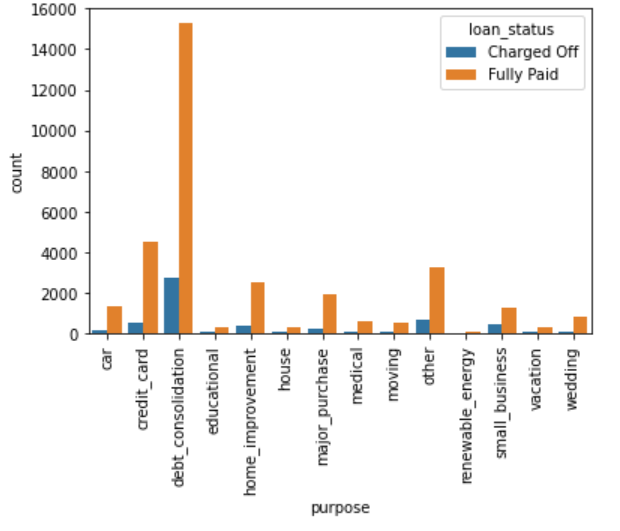 16000
14000
12000
10000
8000
6000
4000
2000
0
count
loan_status
Charged Off
Fully Paid
car
credit_card
debt_consolidation
educational
home_improvement
house
major_purchase
medical
moving
other
renewable_energy
small_business
vacation
wedding
purpose